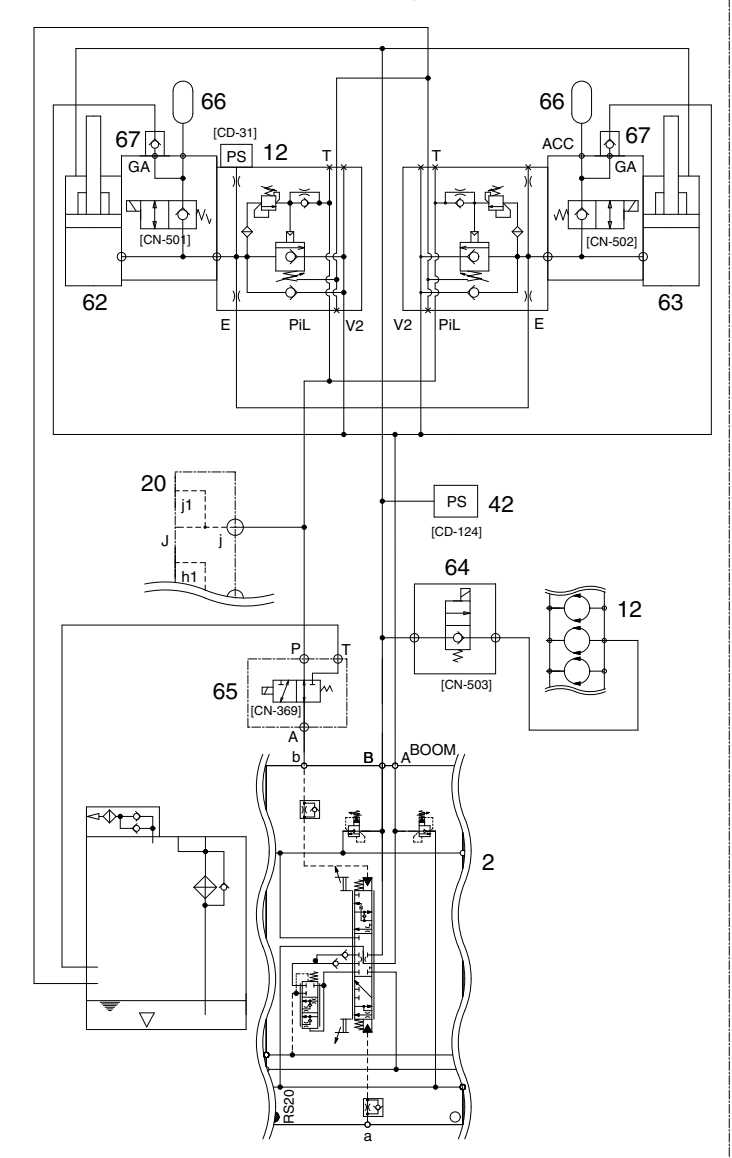 66
[CD-31]
66
67
PS
12
T
T
ACC
67
GA
GA
[CN-501]
[CN-502]
62
63
E
PiL
V2
V2
PiL
E
20
j1
J
j
h1
PS
42
[CD-124]
64
12
P
T
65
[CN-369]
[CN-503]
A
b
B
A
BOOM
2
RS20
a